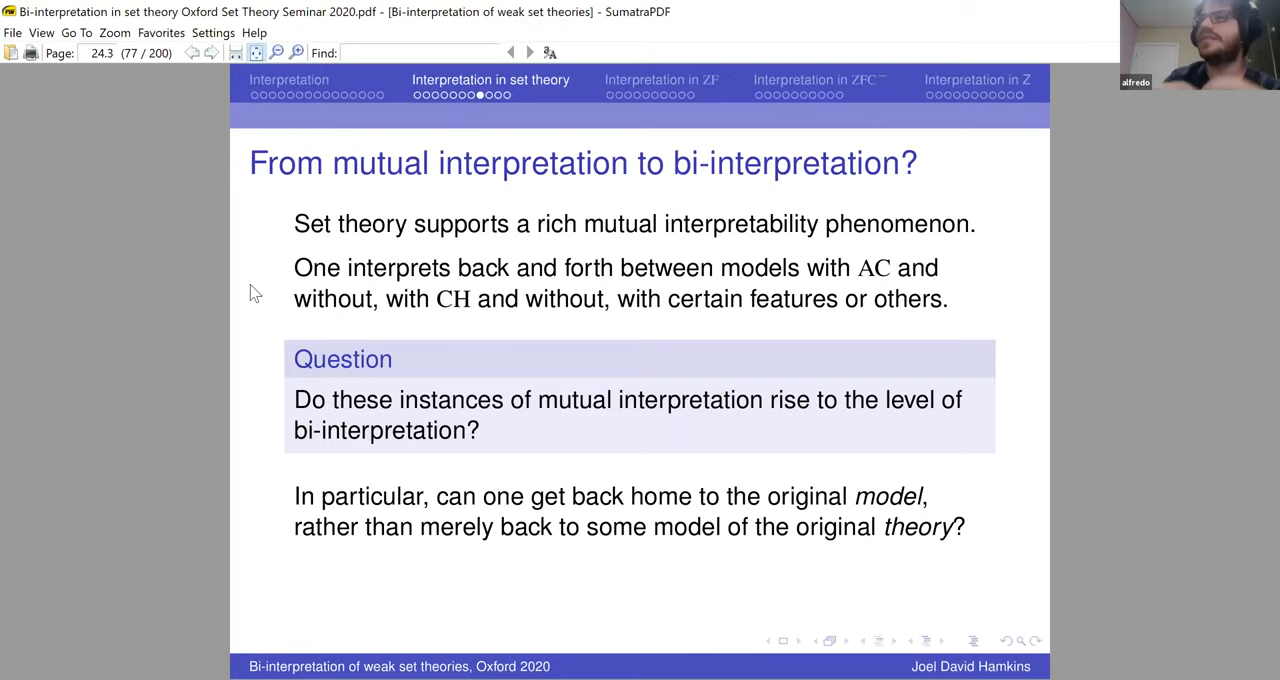 Bi-interpretation in set theory Oxford Set Theory Seminar 2020.pdf - [Bi-interpretation of weak set theories] - SumatraPDF
File View Go To Zoom Favorites Settings Help
Page: 24.3 (77 / 200) Find:
alfredo
Interpretation Interpretation in set theory Interpretation in ZF Interpretation in ZFC⁻ Interpretation in Z
From mutual interpretation to bi-interpretation?
Set theory supports a rich mutual interpretability phenomenon.
One interprets back and forth between models with AC and
without, with CH and without, with certain features or others.
Question
Do these instances of mutual interpretation rise to the level of
bi-interpretation?
In particular, can one get back home to the original model,
rather than merely back to some model of the original theory?
Bi-interpretation of weak set theories, Oxford 2020 Joel David Hamkins